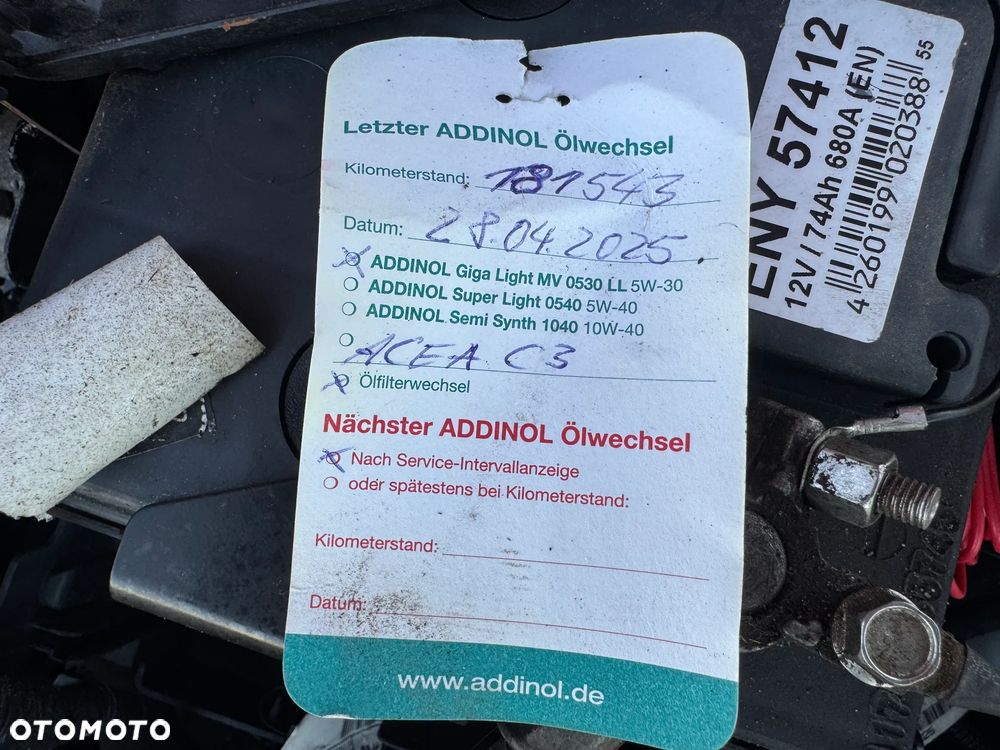 Letzter ADDINOL Ölwechsel
Kilometerstand: 181543
Datum: 28.04.2025
ADDINOL Giga Light MV 0530 LL 5W-30
ADDINOL Super Light 0540 5W-40
ADDINOL Semi Synth 1040 10W-40
ACEA C3
Ölfilterwechsel
Nächster ADDINOL Ölwechsel
Nach Service-Intervallanzeige
oder spätestens bei Kilometerstand:
Kilometerstand:
Datum:
www.addinol.de
ENY 57412
12V / 74Ah 680A (EN)
4 260199 020388 55
OTOMOTO